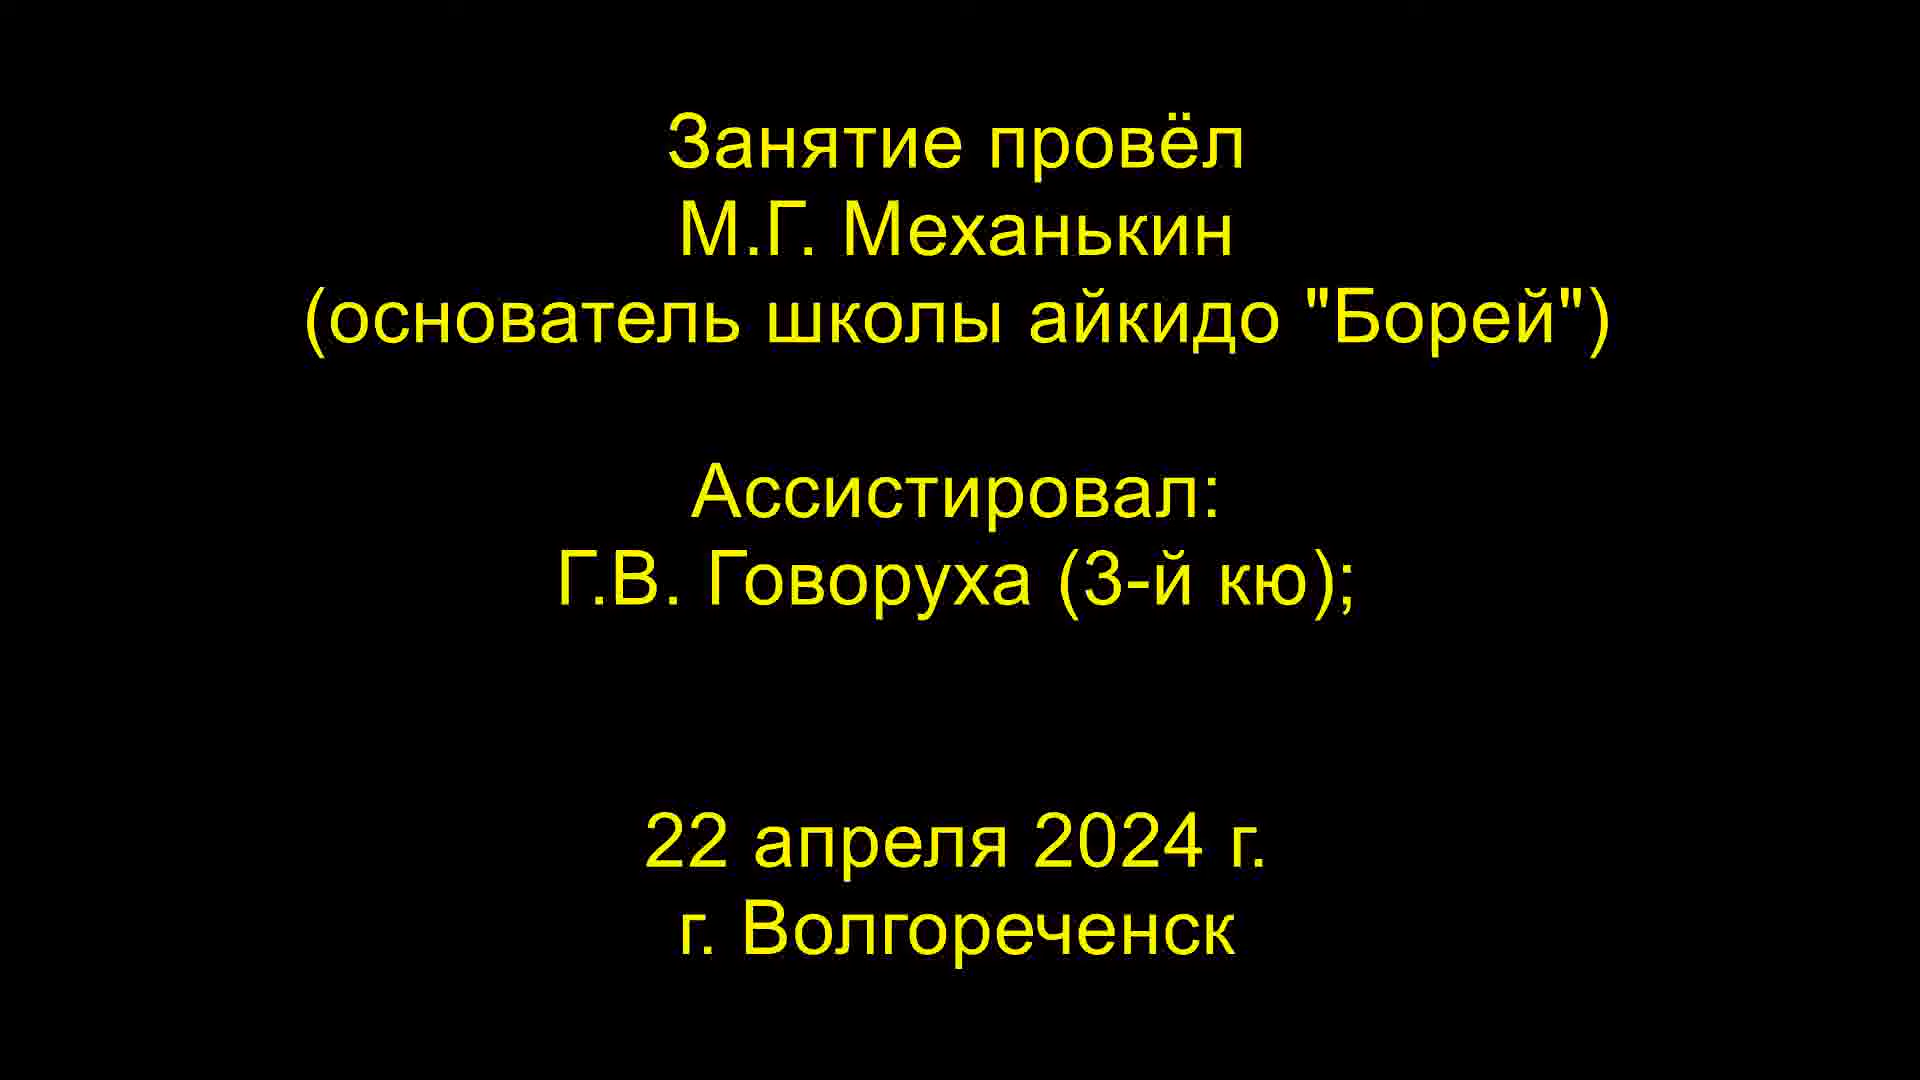 Занятие провёл
М.Г. Механькин
(основатель школы айкидо "Борей")
Ассистировал:
Г.В. Говоруха (3-й кю);
22 апреля 2024 г.
г. Волгореченск